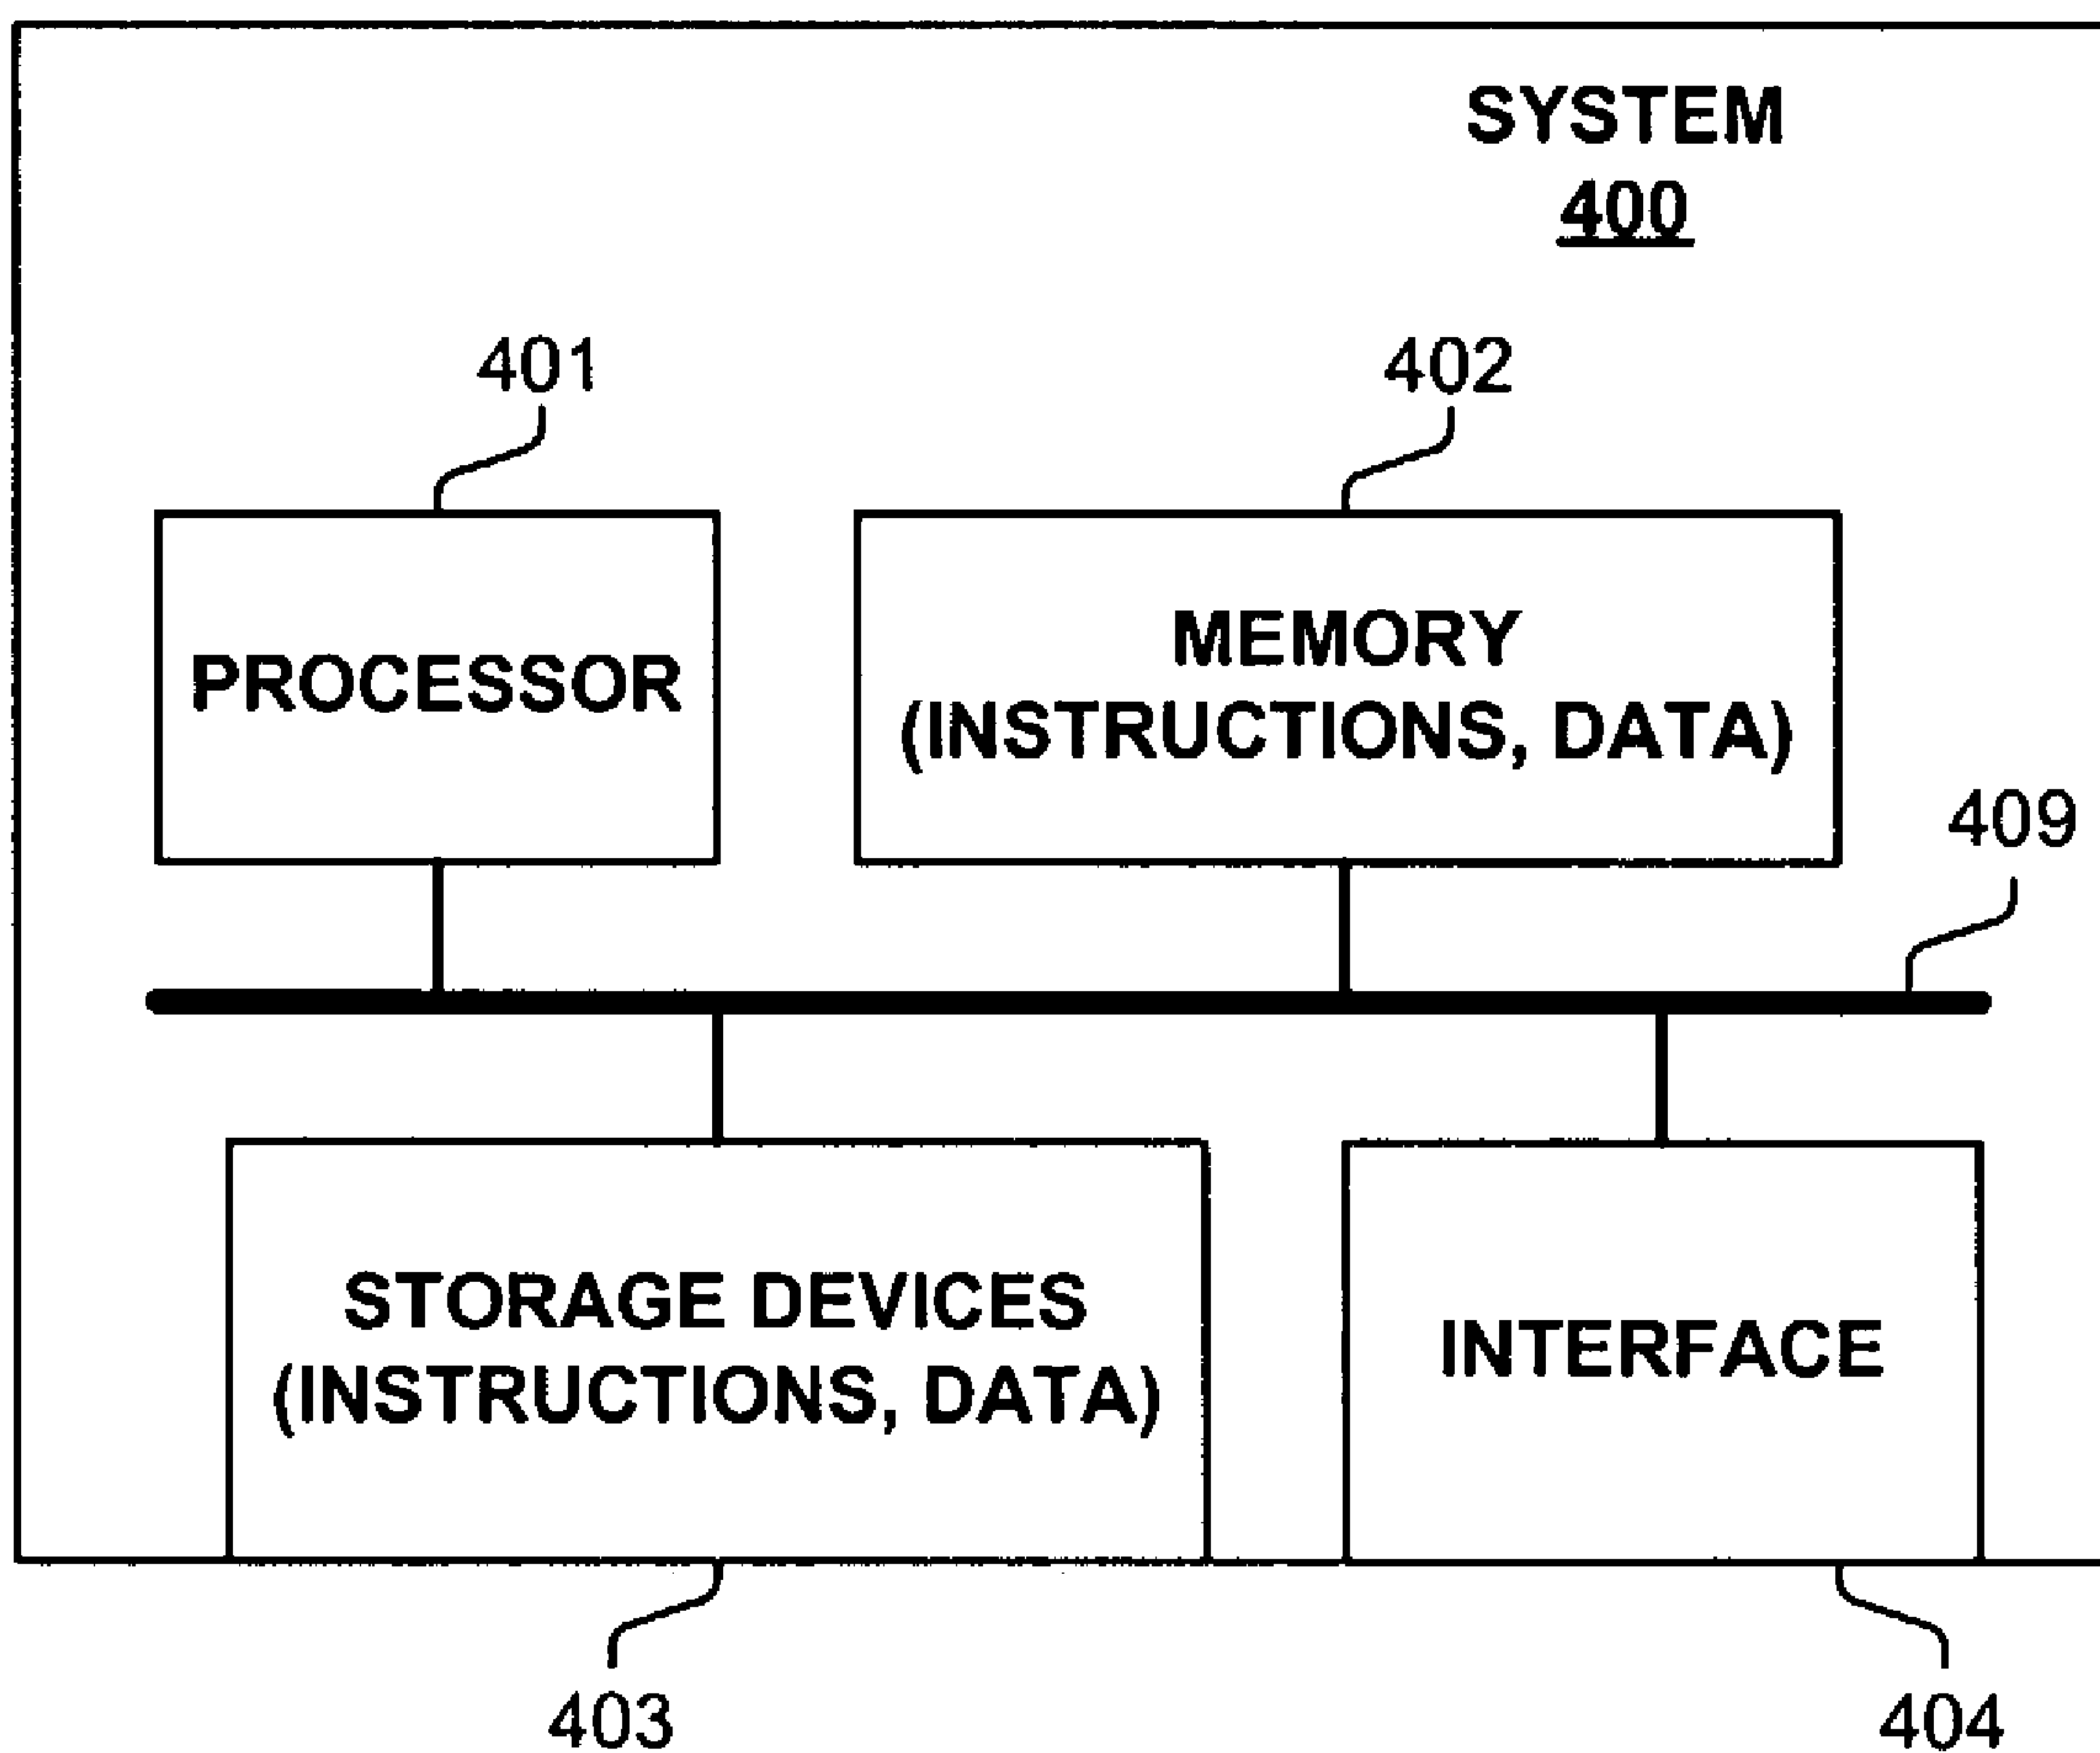 SYSTEM
400
401
402
PROCESSOR
MEMORY
(INSTRUCTIONS, DATA)
409
STORAGE DEVICES
(INSTRUCTIONS, DATA)
INTERFACE
403
404